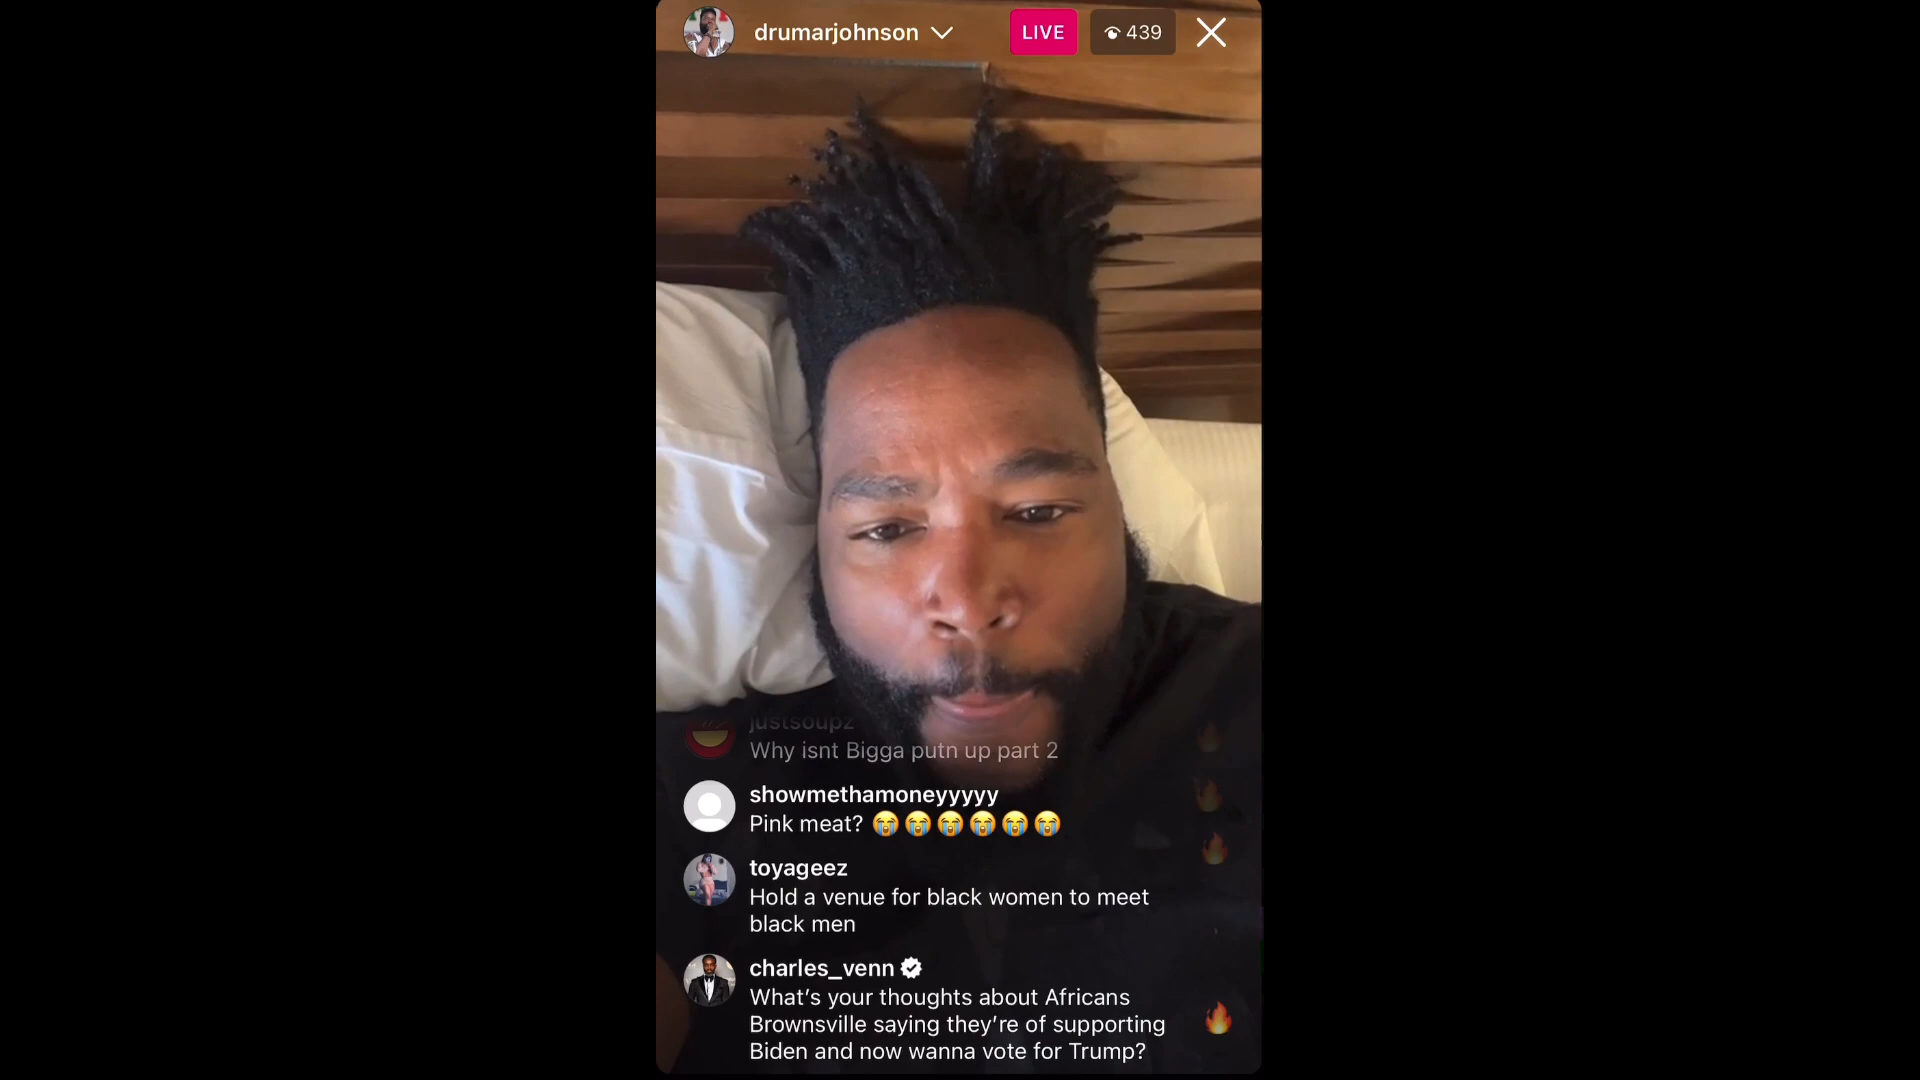 drumarjohnson
LIVE
439
justsoupz
Why isnt Bigga putn up part 2
showmethamoneyyyyy
Pink meat? 😭😭😭😭😭😭
toyageez
Hold a venue for black women to meet
black men
charles_venn
What’s your thoughts about Africans
Brownsville saying they’re of supporting
Biden and now wanna vote for Trump?